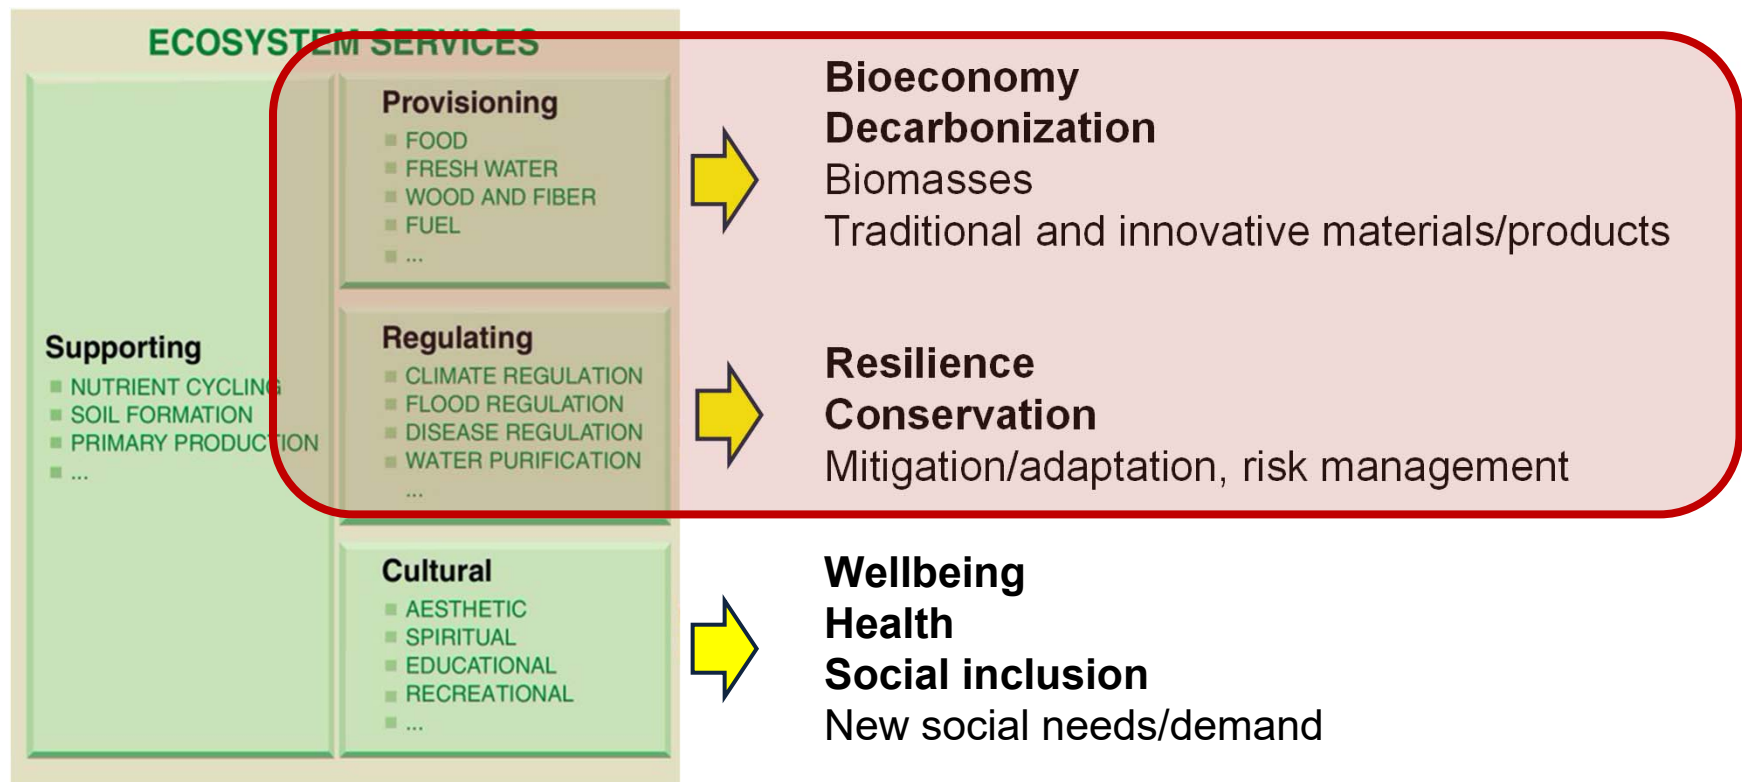 ECOSYSTEM SERVICES
Supporting
NUTRIENT CYCLING
SOIL FORMATION
PRIMARY PRODUCTION
...
Provisioning
FOOD
FRESH WATER
WOOD AND FIBER
FUEL
...
Bioeconomy
Decarbonization
Biomasses
Traditional and innovative materials/products
Regulating
CLIMATE REGULATION
FLOOD REGULATION
DISEASE REGULATION
WATER PURIFICATION
...
Resilience
Conservation
Mitigation/adaptation, risk management
Cultural
AESTHETIC
SPIRITUAL
EDUCATIONAL
RECREATIONAL
...
Wellbeing
Health
Social inclusion
New social needs/demand